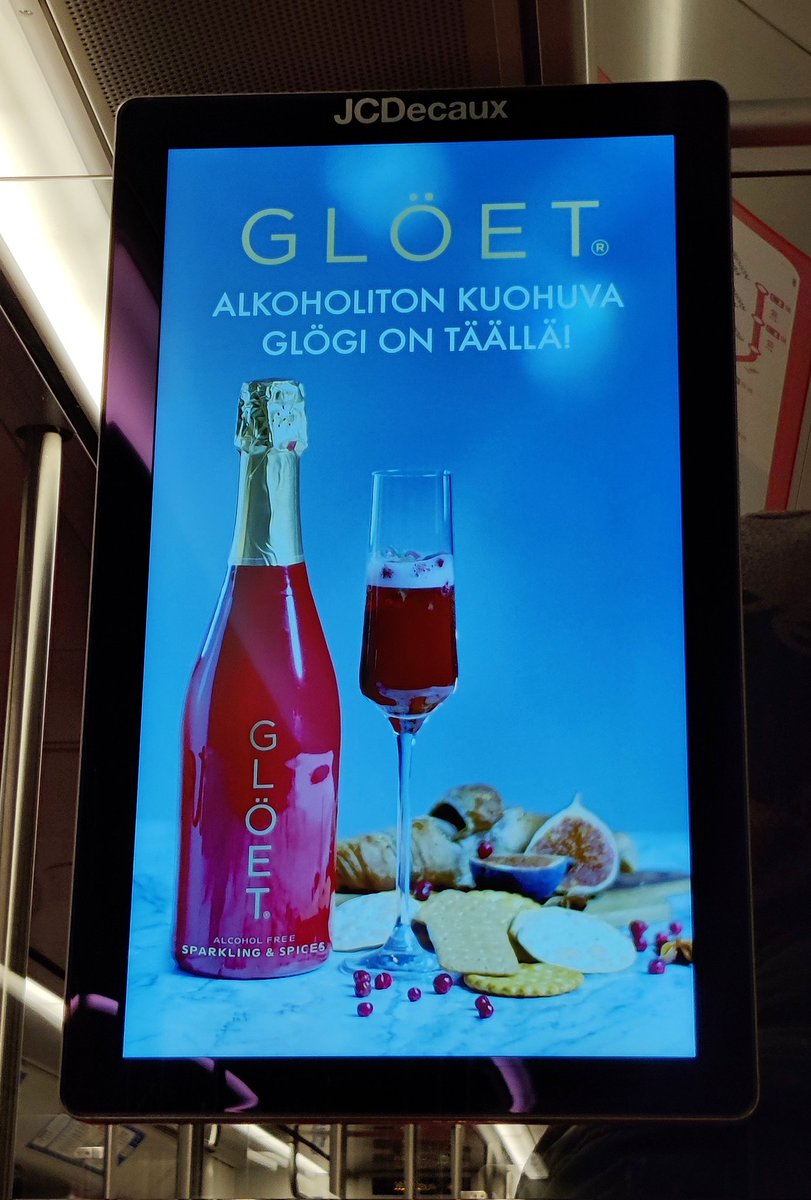 JCDecaux
GLÖET®
ALKOHOLITON KUOHUVA
GLÖGI ON TÄÄLLÄ!
GLÖET.
ALCOHOL FREE
SPARKLING & SPICES